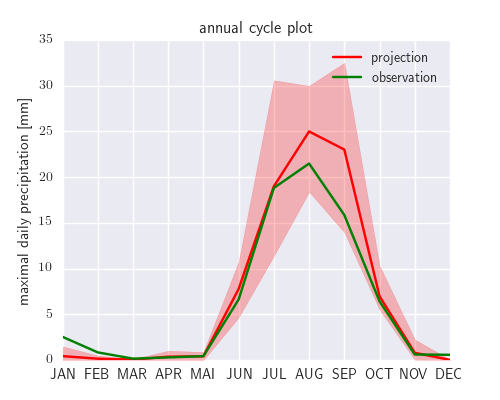 annual cycle plot
maximal daily precipitation [mm]
35
30
25
20
15
10
5
0
projection
observation
JAN FEB MAR APR MAI JUN JUL AUG SEP OCT NOV DEC